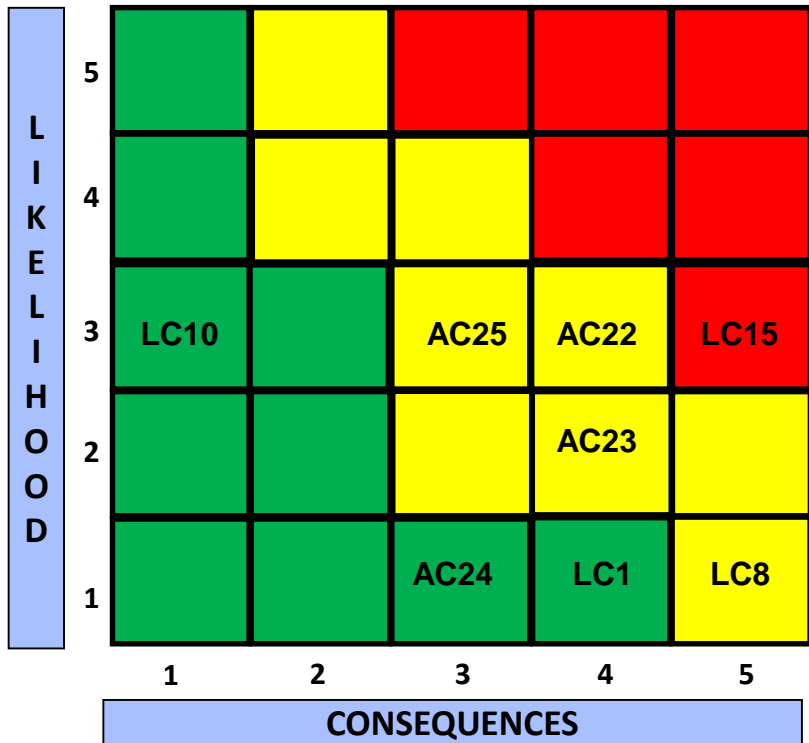 LIKELIHOOD
5
4
3
LC10
AC25
AC22
LC15
2
AC23
1
AC24
LC1
LC8
1
2
3
4
5
CONSEQUENCES